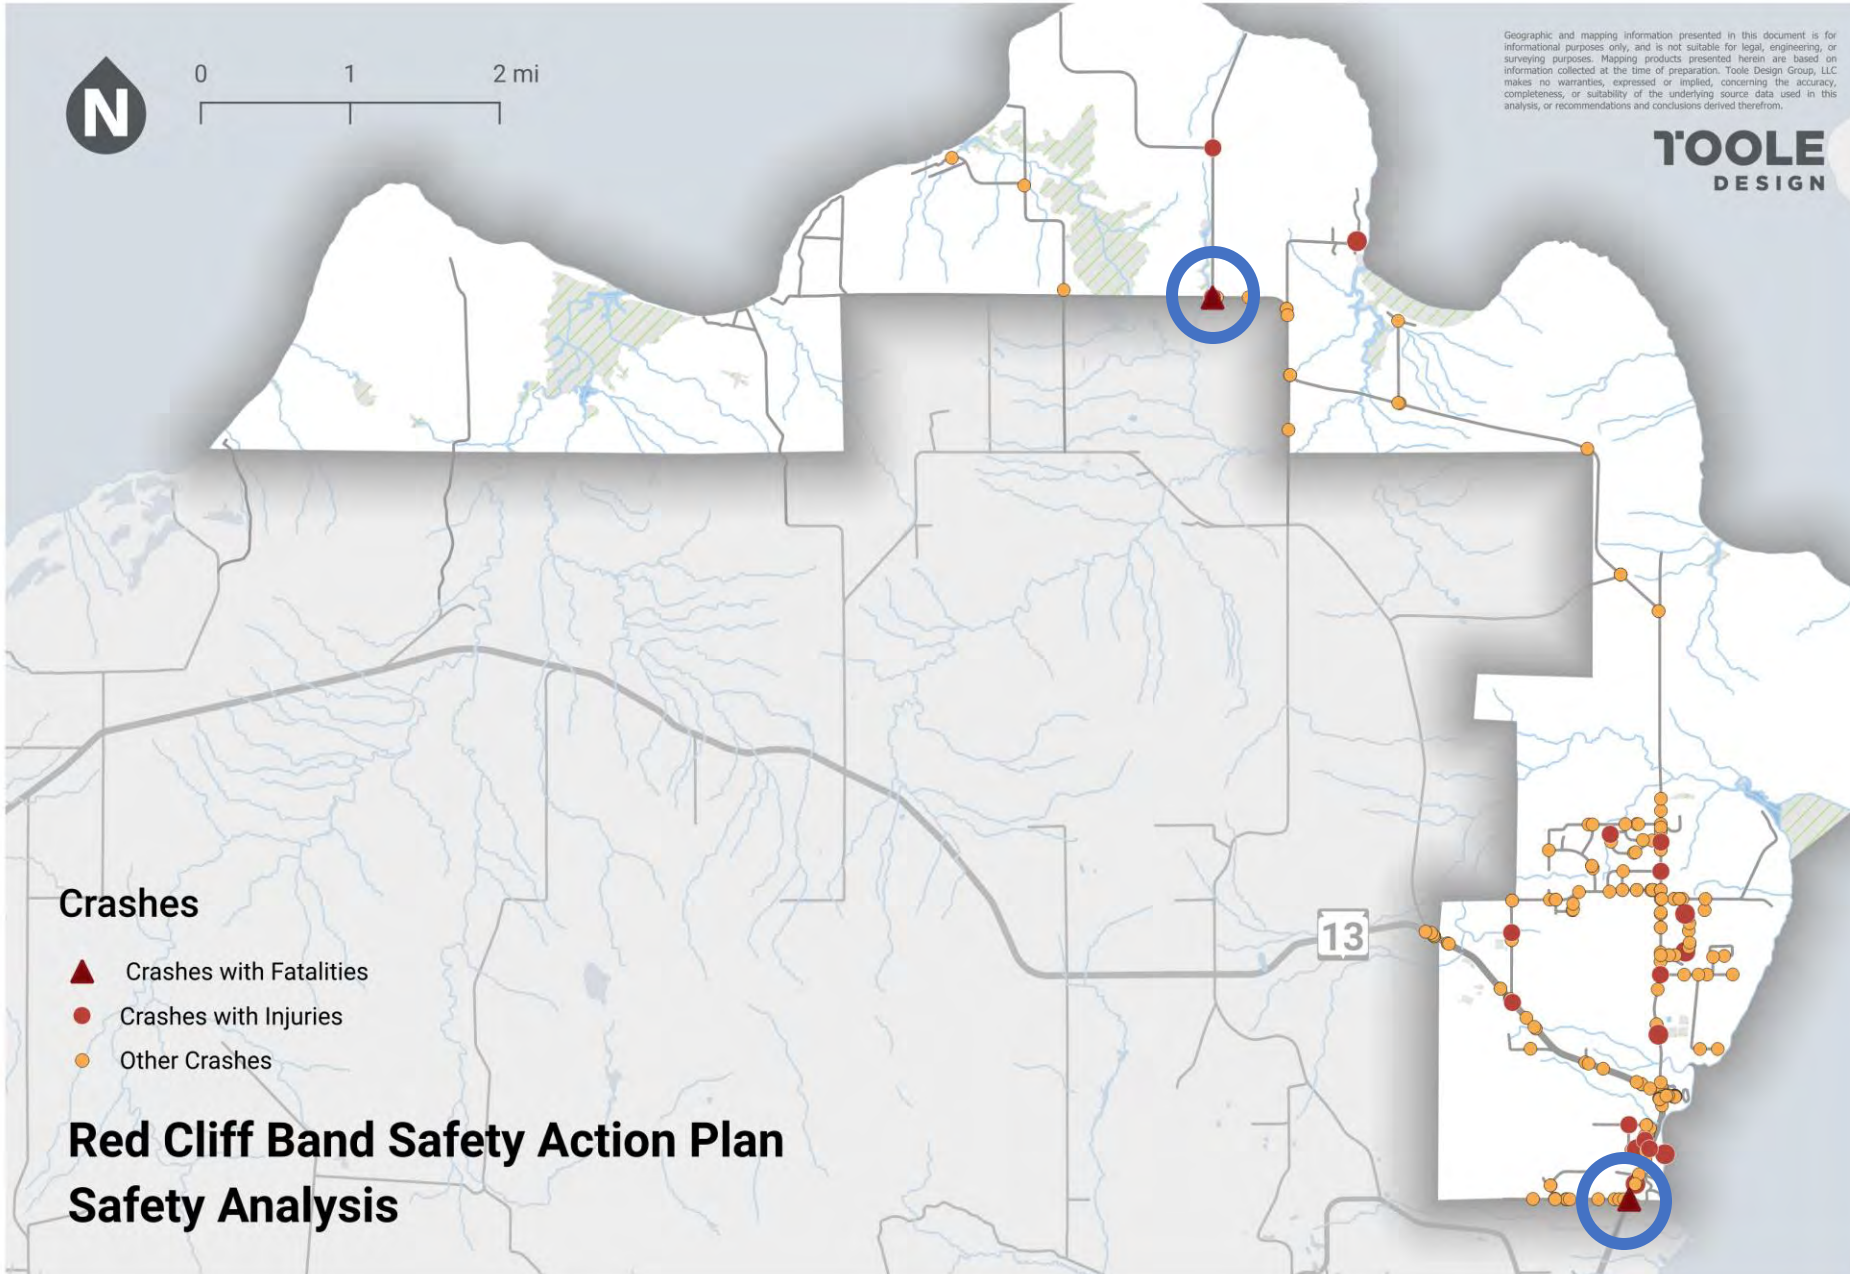 Geographic and mapping information presented in this document is for
informational purposes only, and is not suitable for legal, engineering, or
surveying purposes. Mapping products presented herein are based on
information collected at the time of preparation. Toole Design Group, LLC
makes no warranties, expressed or implied, concerning the accuracy,
completeness, or suitability of the underlying source data used in this
analysis, or recommendations and conclusions derived therefrom.
N
0 1 2 mi
TOOLE
DESIGN
13
Crashes
Crashes with Fatalities
Crashes with Injuries
Other Crashes
Red Cliff Band Safety Action Plan
Safety Analysis